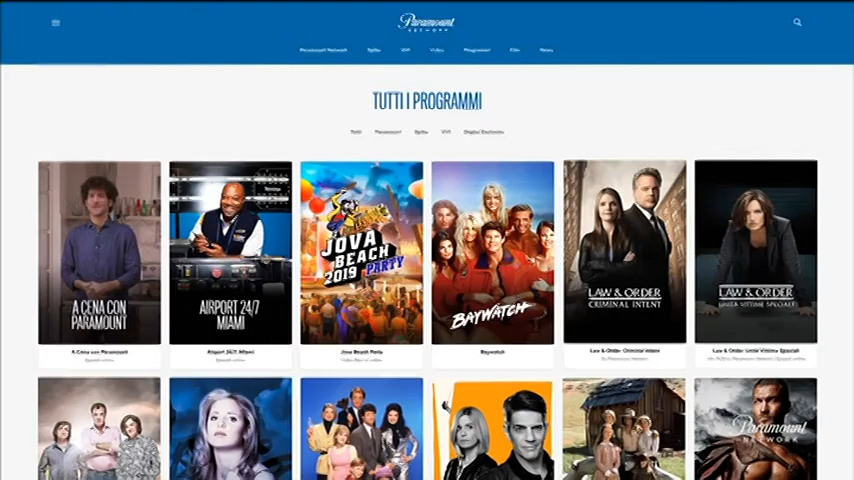 Paramount
NETWORK
Paramount Network Spike VH1 Video Programmi Film News
TUTTI I PROGRAMMI
Tutti Paramount Spike VH1 Digital Exclusive
A CENA CON
PARAMOUNT
AIRPORT 24/7
MIAMI
JOVA
BEACH
2019 PARTY
BAYWATCH
LAW & ORDER
CRIMINAL INTENT
LAW & ORDER
UNITÀ VITTIME SPECIALI
A Cena con Paramount
Airport 24/7: Miami
Jova Beach Party
Baywatch
Law & Order: Criminal Intent
Law & Order: Unità Vittime Speciali
Paramount
NETWORK